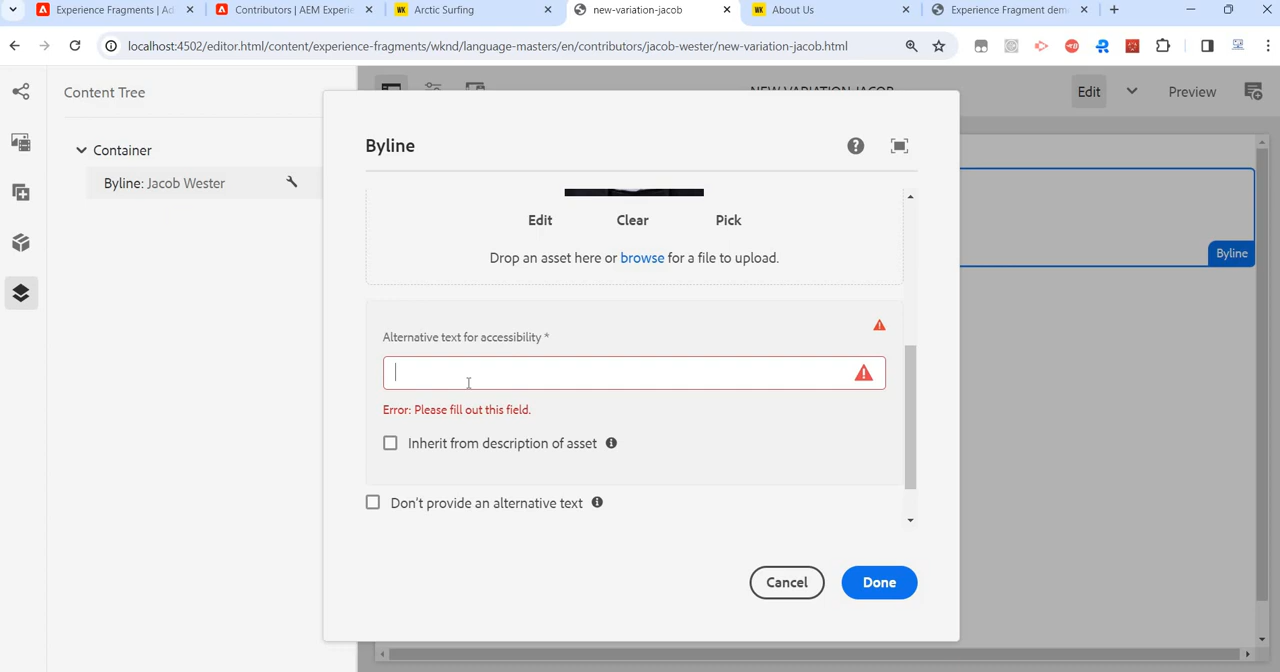 Experience Fragments | Ad
Contributors | AEM Experie
WK Arctic Surfing
new-variation-jacob
WK About Us
Experience Fragment dem
localhost:4502/editor.html/content/experience-fragments/wknd/language-masters/en/contributors/jacob-wester/new-variation-jacob.html
Content Tree
NEW VARIATION JACOB
Edit
Preview
Container
Byline: Jacob Wester
Byline
Byline
Edit
Clear
Pick
Drop an asset here or browse for a file to upload.
Alternative text for accessibility *
Error: Please fill out this field.
Inherit from description of asset
Don't provide an alternative text
Cancel
Done